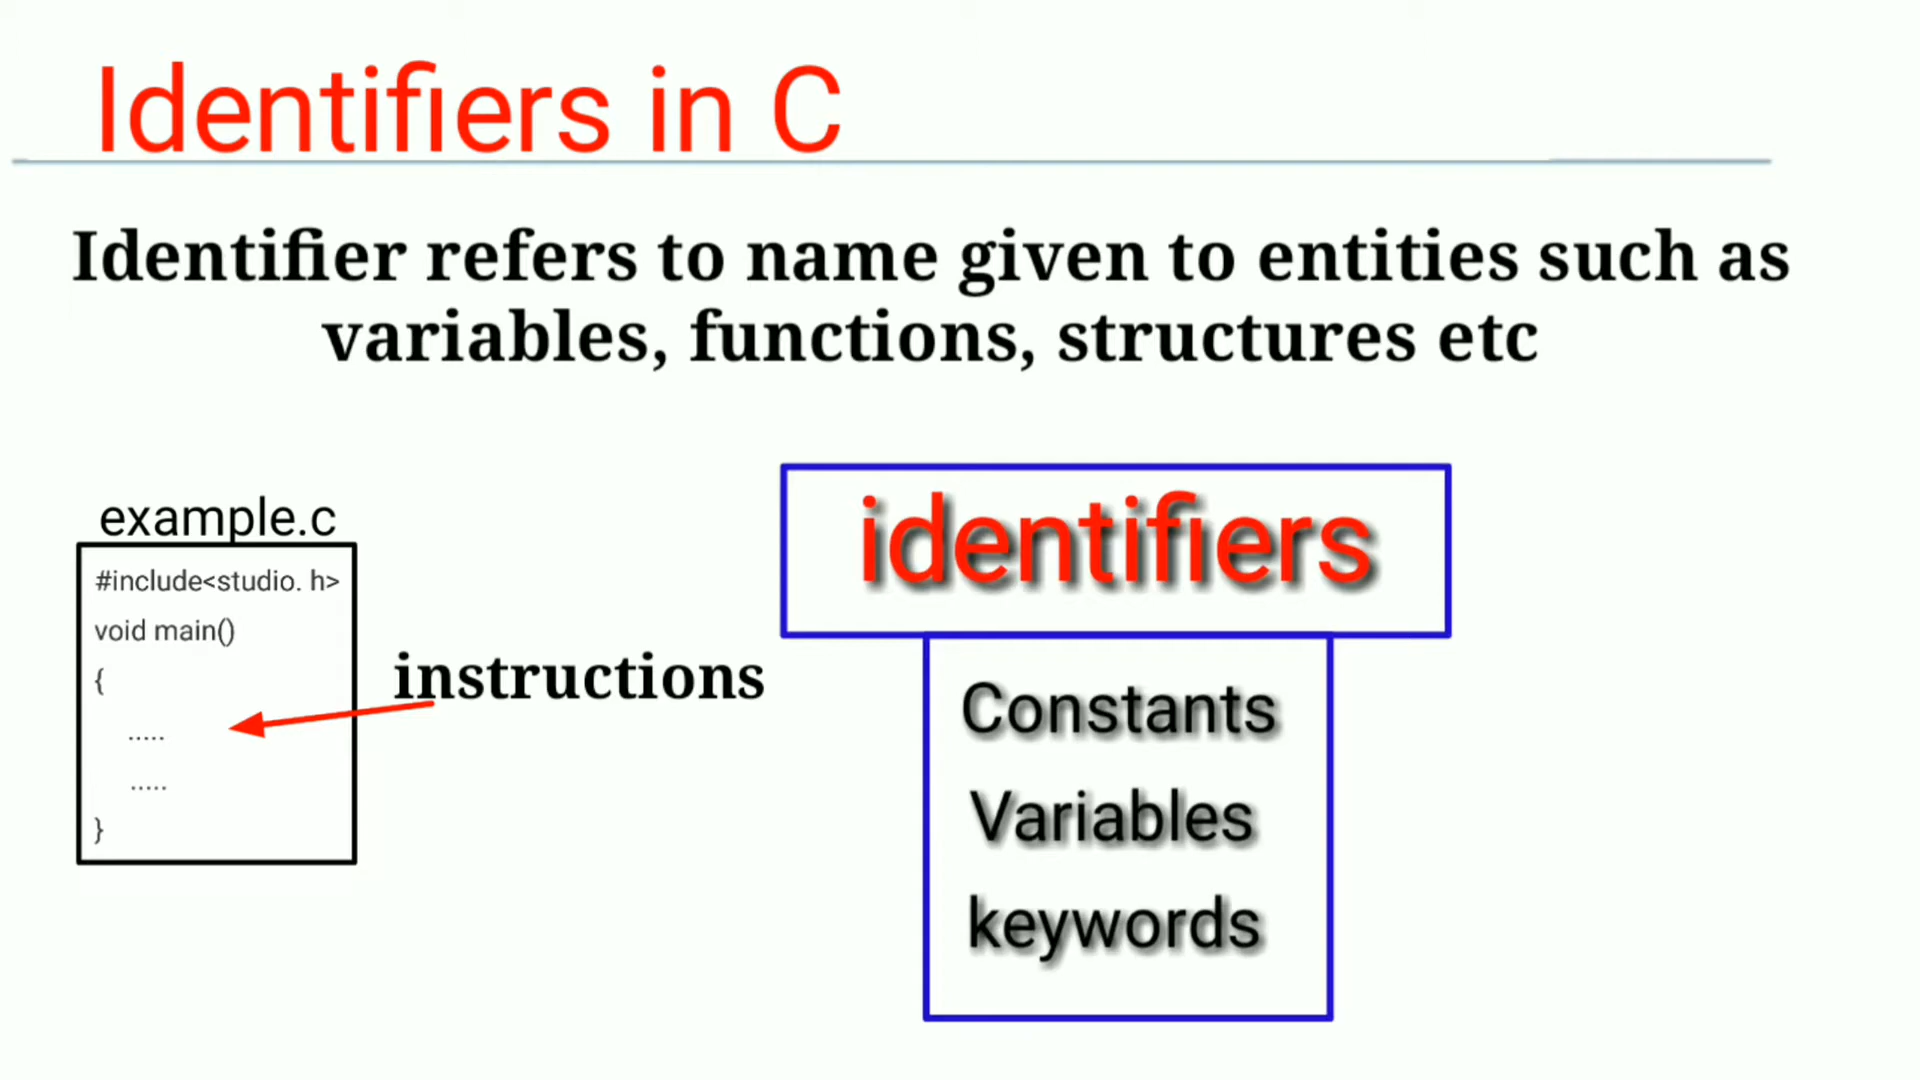 Identifiers in C
Identifier refers to name given to entities such as
variables, functions, structures etc
example.c
#include<studio. h>
void main()
{
.....
.....
}
instructions
identifiers
Constants
Variables
keywords